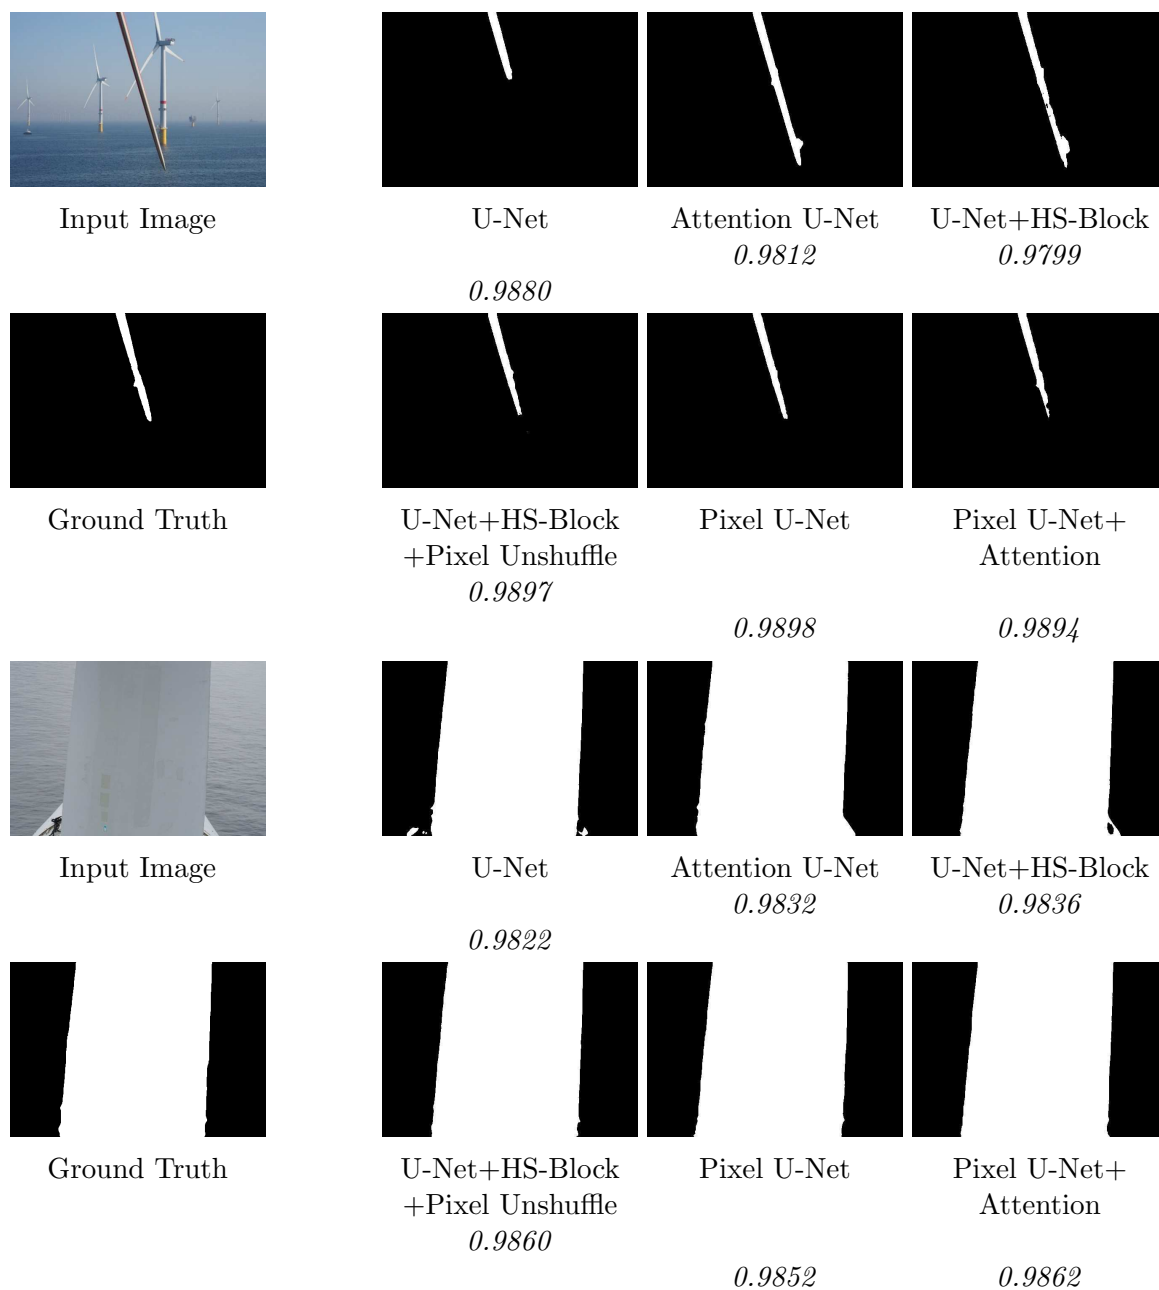 Input Image
U-Net
Attention U-Net
U-Net+HS-Block
0.9812
0.9799
0.9880
Ground Truth
U-Net+HS-Block
Pixel U-Net
Pixel U-Net+
+Pixel Unshuffle
Attention
0.9897
0.9898
0.9894
Input Image
U-Net
Attention U-Net
U-Net+HS-Block
0.9832
0.9836
0.9822
Ground Truth
U-Net+HS-Block
Pixel U-Net
Pixel U-Net+
+Pixel Unshuffle
Attention
0.9860
0.9852
0.9862